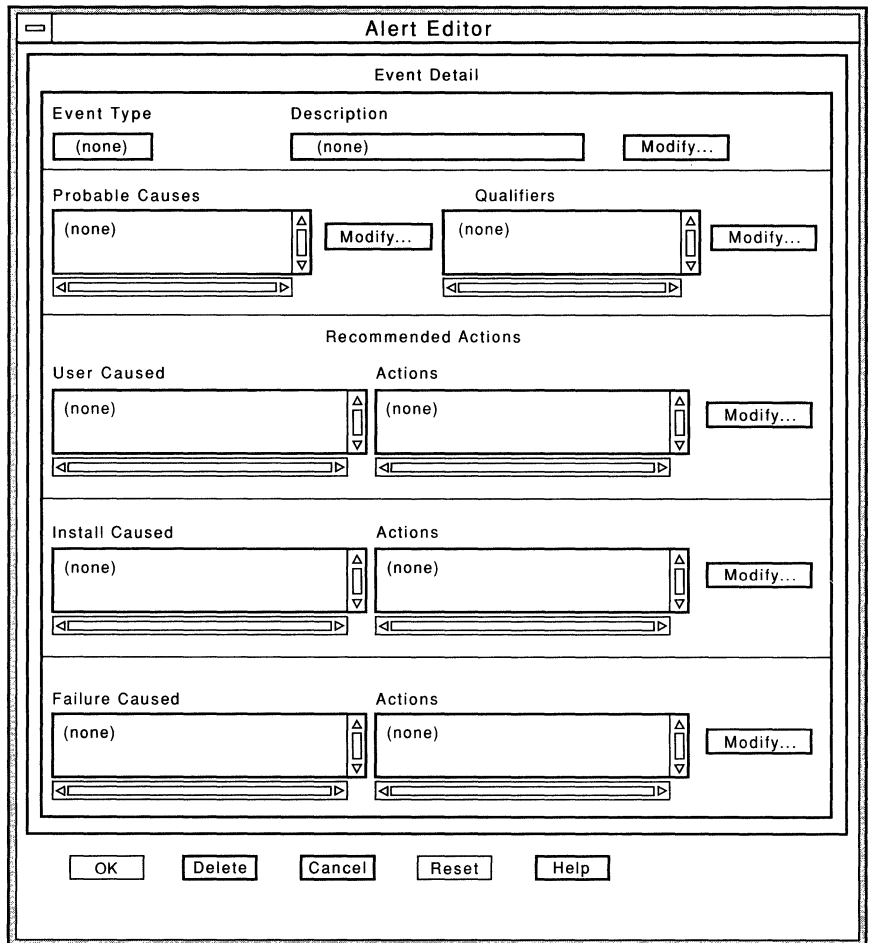 Alert Editor
Event Detail
Event Type Description
(none) (none) Modify...
Probable Causes Qualifiers
(none) Modify... (none) Modify...
Recommended Actions
User Caused Actions
(none) (none) Modify...
Install Caused Actions
(none) (none) Modify...
Failure Caused Actions
(none) (none) Modify...
OK Delete Cancel Reset Help